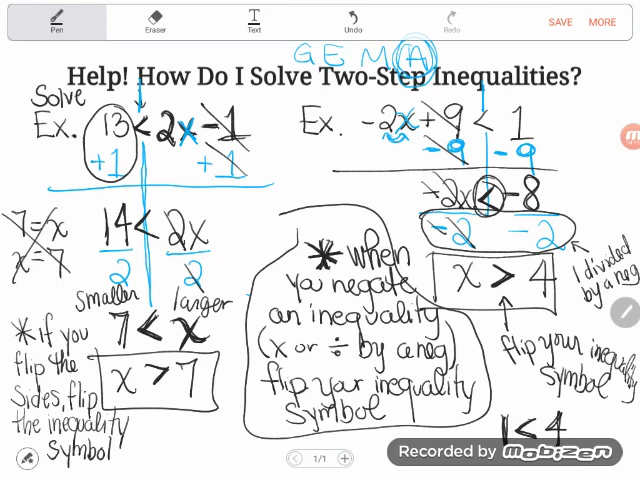 Pen
Eraser
Text
Undo
Redo
SAVE
MORE
G E M A
Help! How Do I Solve Two-Step Inequalities?
Solve
Ex. 13 < 2x - 1
+1 +1
14 < 2x
2 2
smaller larger
7 < x
x > 7
7 = x
x = 7
* if you
flip the
sides, flip
the inequality
symbol
* When
you negate
an inequality
(x or ÷ by a neg)
flip your inequality
symbol
Ex. -2x + 9 < 1
- 9 - 9
-2x < -8
-2 -2
x > 4
I divided
by a neg
flip your inequality
symbol
1 < 4
1/1
Recorded by
mobizen